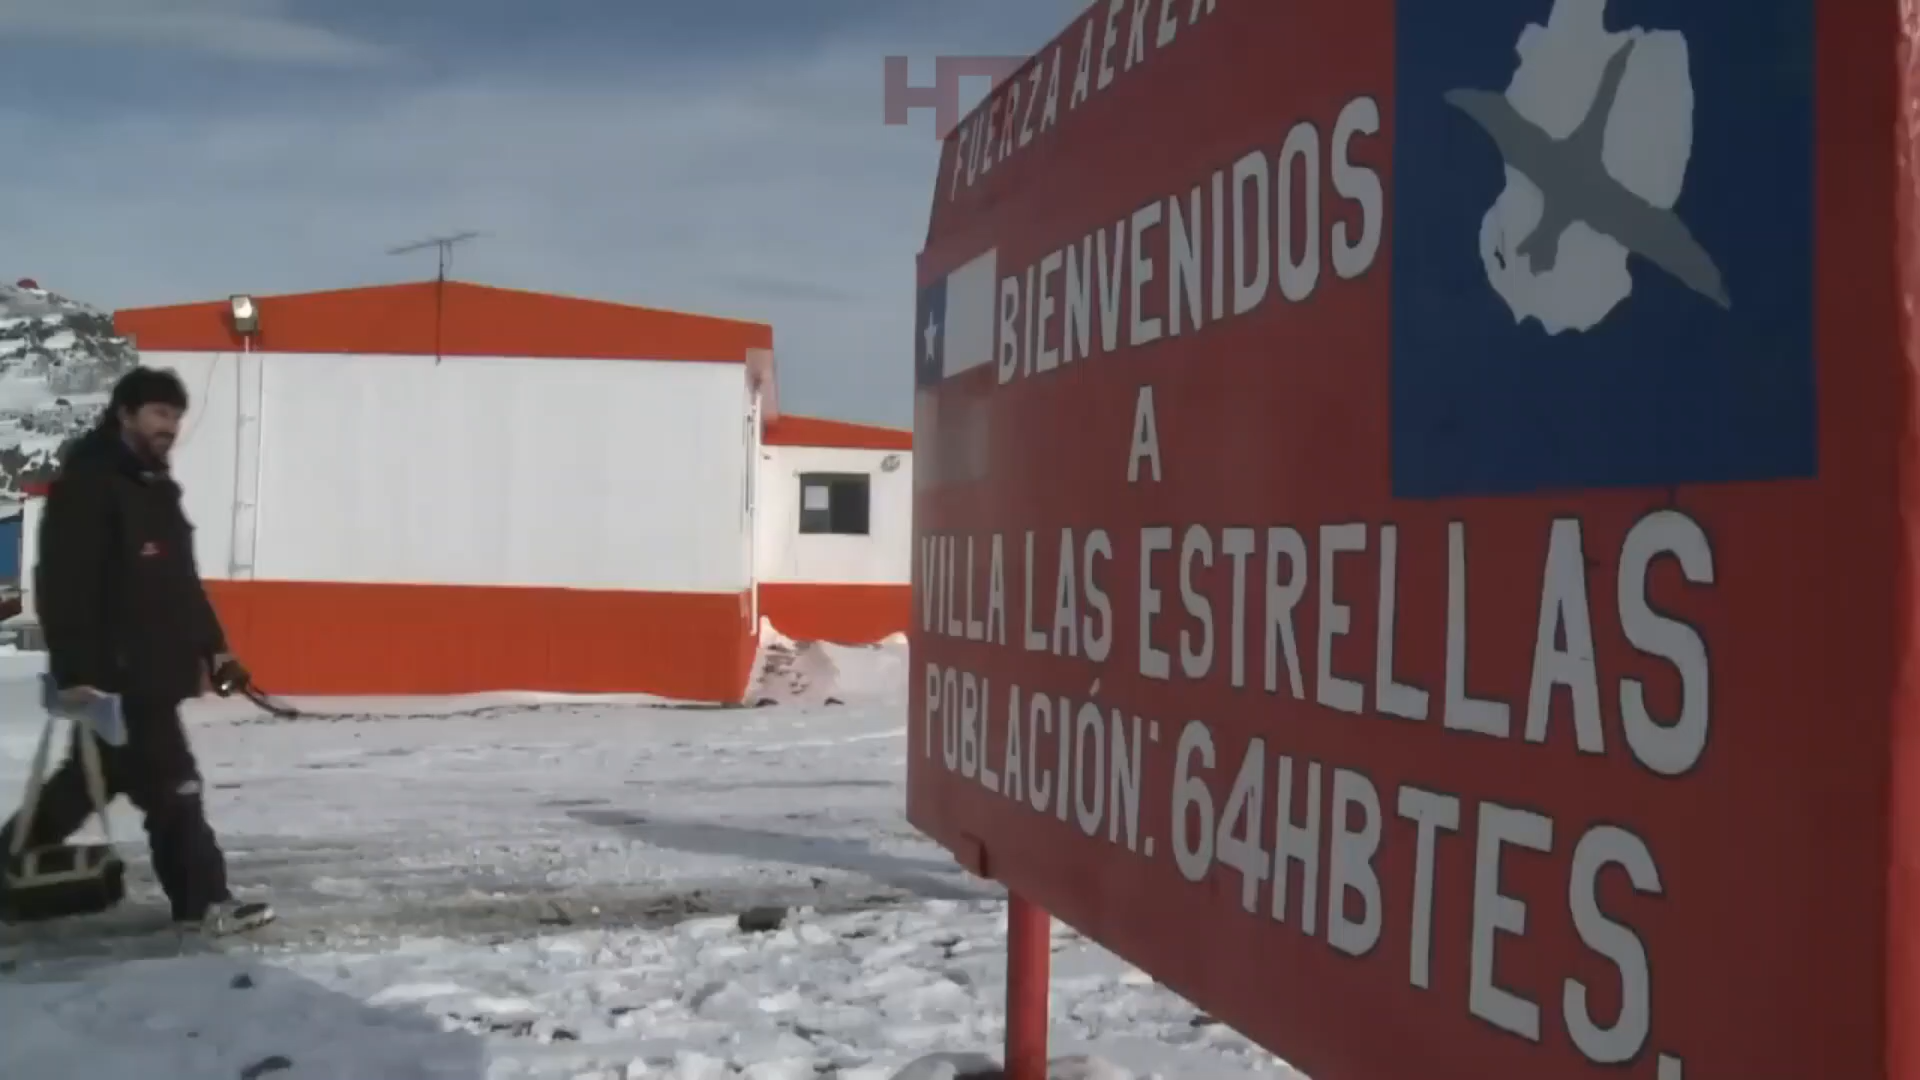 FUERZA AÉREA
BIENVENIDOS
A
VILLA LAS ESTRELLAS
POBLACIÓN: 64HBTES.